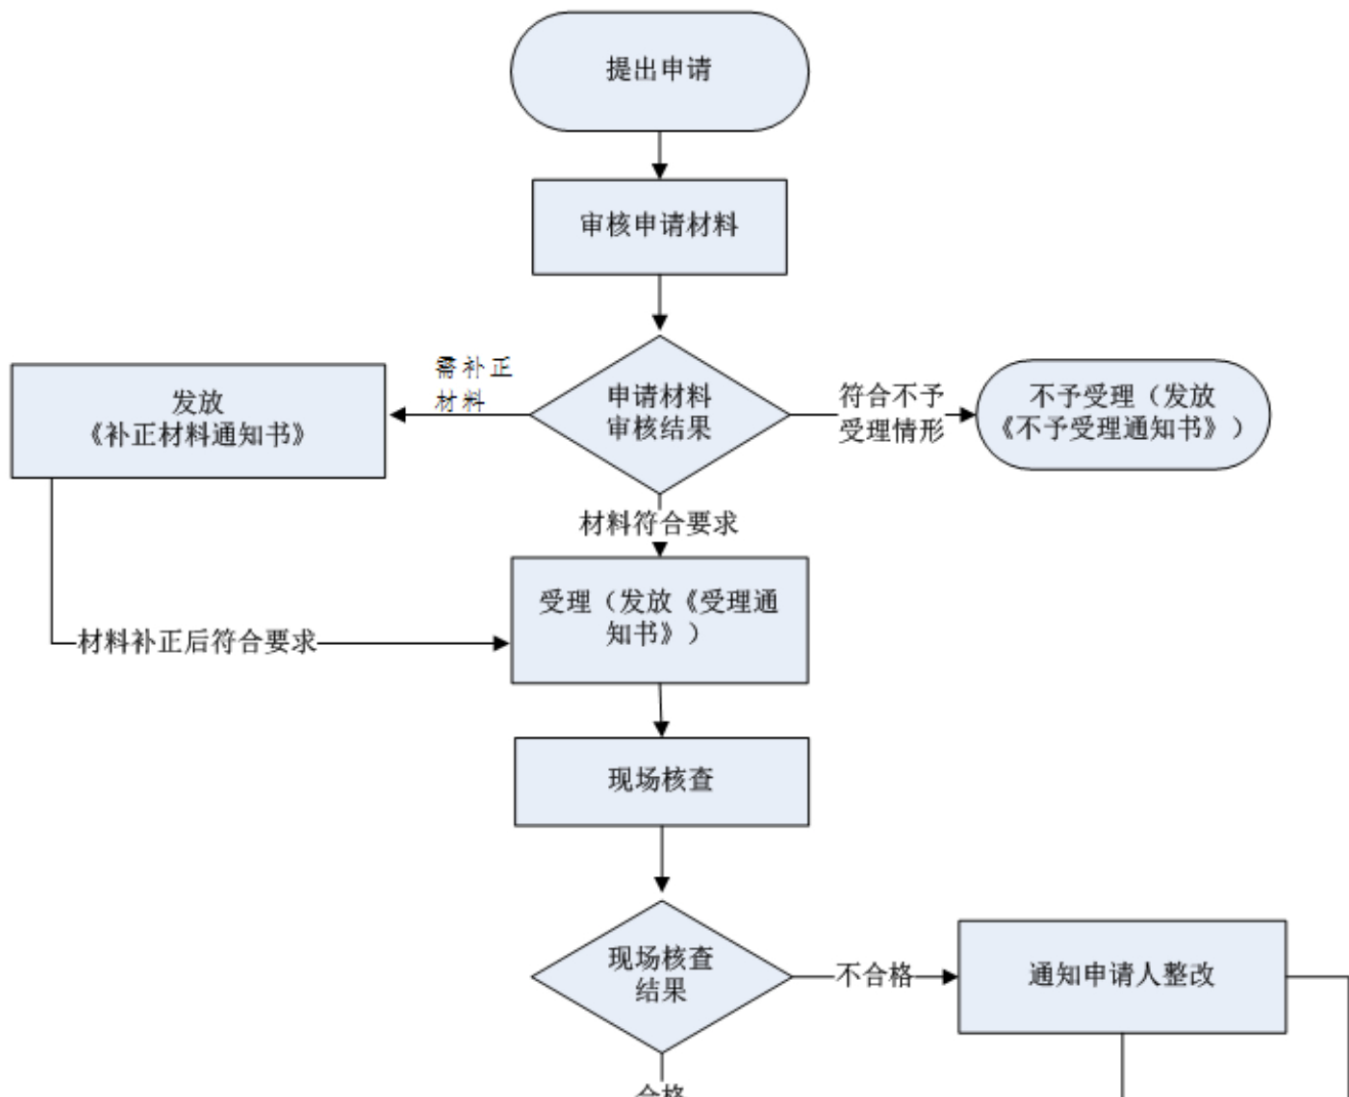 提出申请
审核申请材料
需补正
材料
申请材料
审核结果
符合不予
受理情形
发放
《补正材料通知书》
不予受理（发放
《不予受理通知书》）
材料符合要求
受理（发放《受理通
知书》）
材料补正后符合要求
现场核查
现场核查
结果
不合格
通知申请人整改
合格